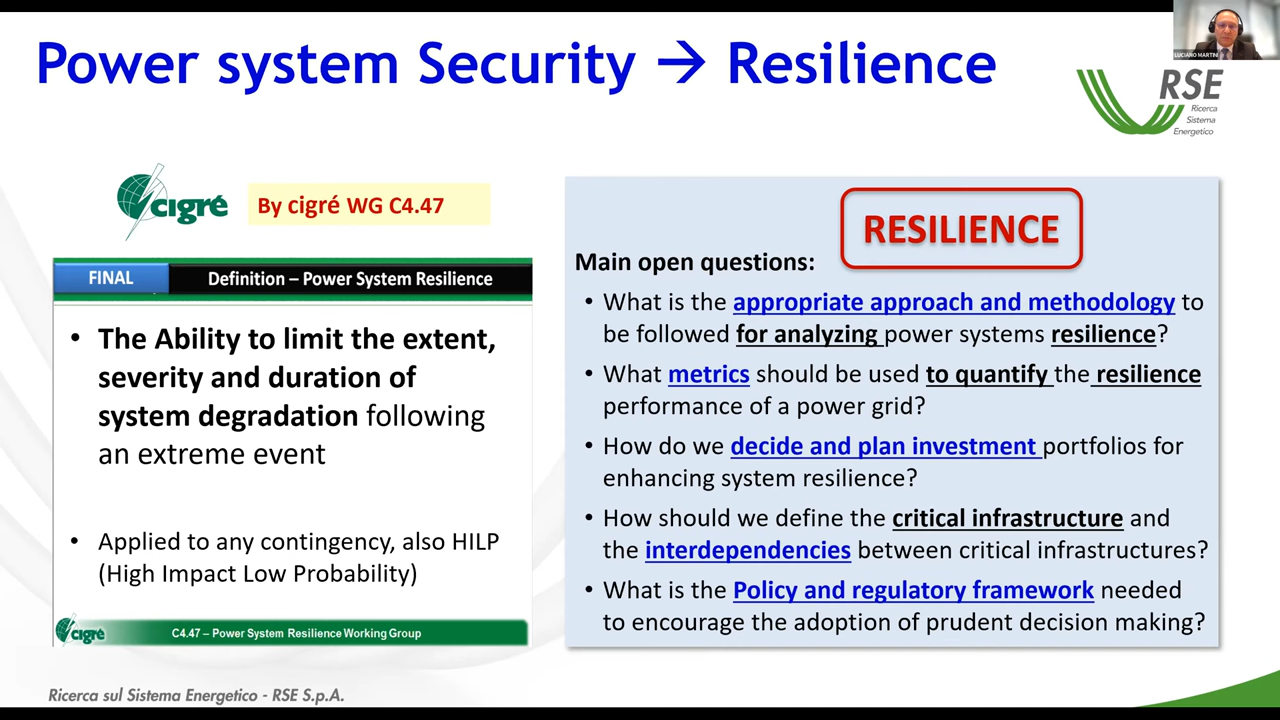 Power system Security → Resilience
LUCIANO MARTINI
RSE
Ricerca
Sistema
Energetico
cigré
By cigré WG C4.47
FINAL
Definition – Power System Resilience
• The Ability to limit the extent,
severity and duration of
system degradation following
an extreme event
• Applied to any contingency, also HILP
(High Impact Low Probability)
cigré
C4.47 – Power System Resilience Working Group
RESILIENCE
Main open questions:
• What is the appropriate approach and methodology to
be followed for analyzing power systems resilience?
• What metrics should be used to quantify the resilience
performance of a power grid?
• How do we decide and plan investment portfolios for
enhancing system resilience?
• How should we define the critical infrastructure and
the interdependencies between critical infrastructures?
• What is the Policy and regulatory framework needed
to encourage the adoption of prudent decision making?
Ricerca sul Sistema Energetico - RSE S.p.A.